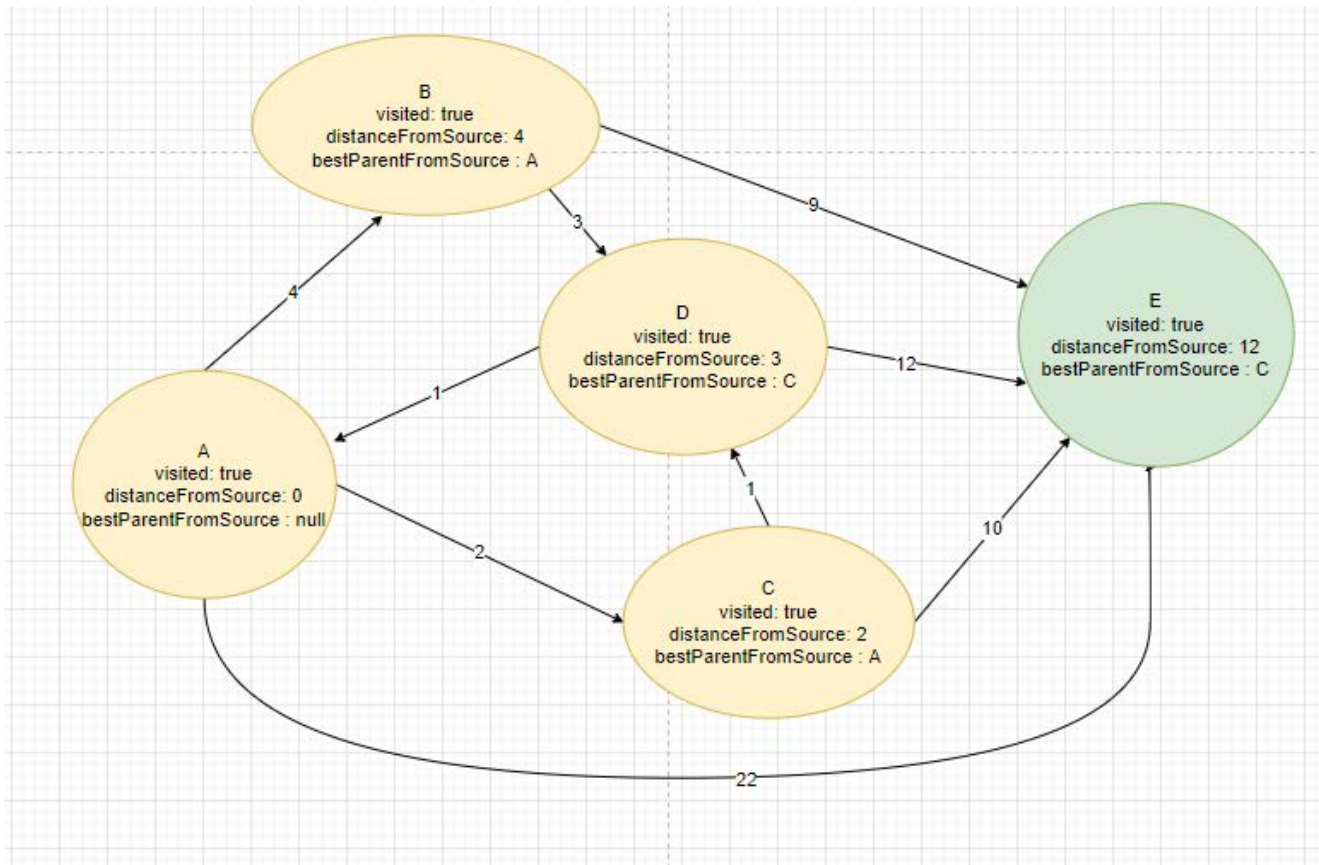 B
visited: true
distanceFromSource: 4
bestParentFromSource : A
9
3
4
D
visited: true
distanceFromSource: 3
bestParentFromSource : C
E
visited: true
distanceFromSource: 12
bestParentFromSource : C
12
1
A
visited: true
distanceFromSource: 0
bestParentFromSource : null
1
10
2
C
visited: true
distanceFromSource: 2
bestParentFromSource : A
22